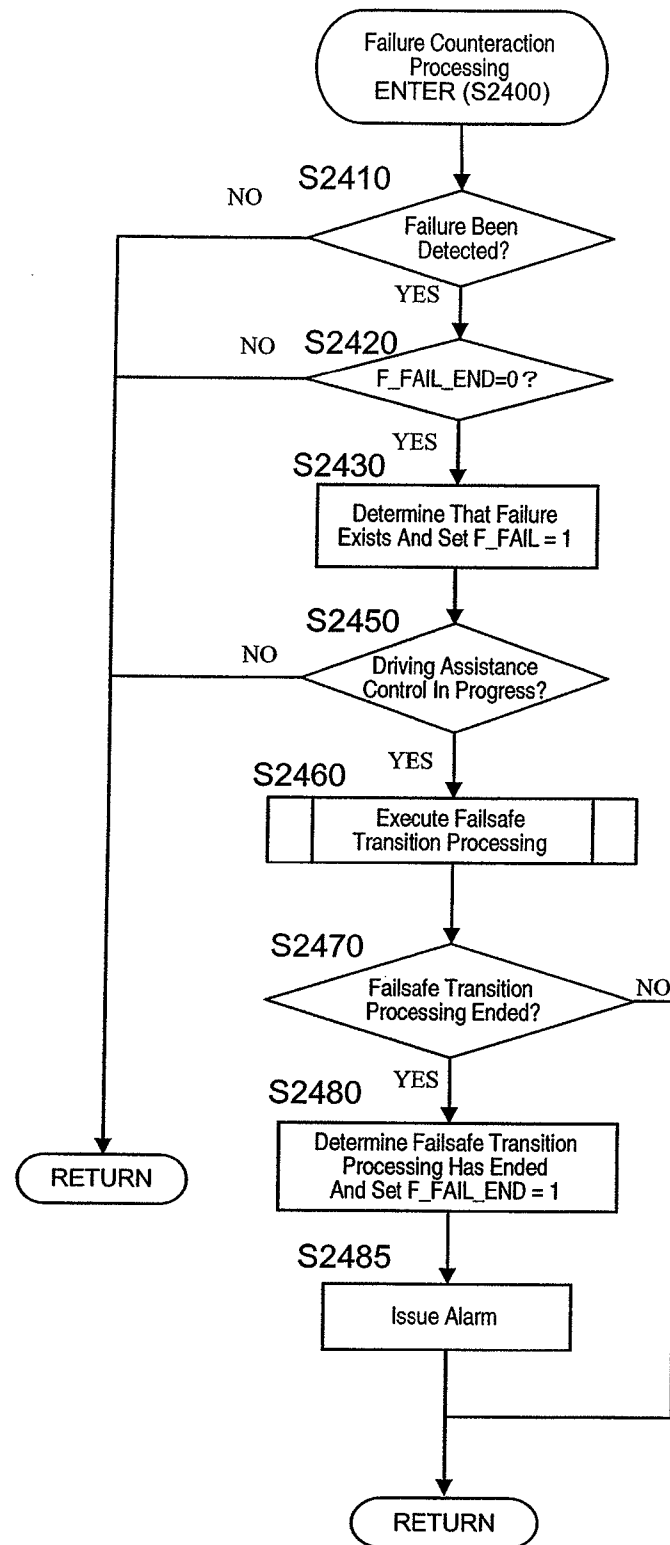 Failure Counteraction
Processing
ENTER (S2400)
S2410
NO
Failure Been
Detected?
YES
S2420
NO
F_FAIL_END=0?
YES
S2430
Determine That Failure
Exists And Set F_FAIL = 1
S2450
NO
Driving Assistance
Control In Progress?
YES
S2460
Execute Failsafe
Transition Processing
S2470
Failsafe Transition
Processing Ended?
NO
YES
S2480
Determine Failsafe Transition
Processing Has Ended
And Set F_FAIL_END = 1
RETURN
S2485
Issue Alarm
RETURN